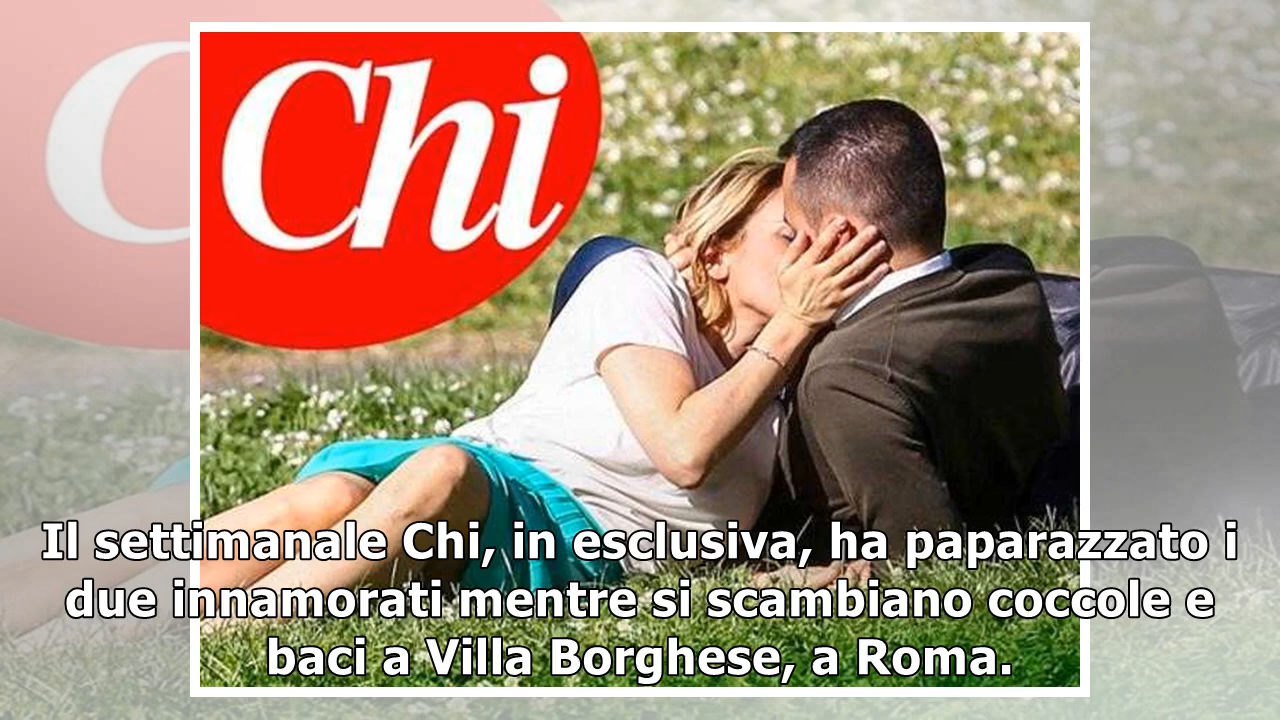 Chi
Il settimanale Chi, in esclusiva, ha paparazzato i
due innamorati mentre si scambiano coccole e
baci a Villa Borghese, a Roma.